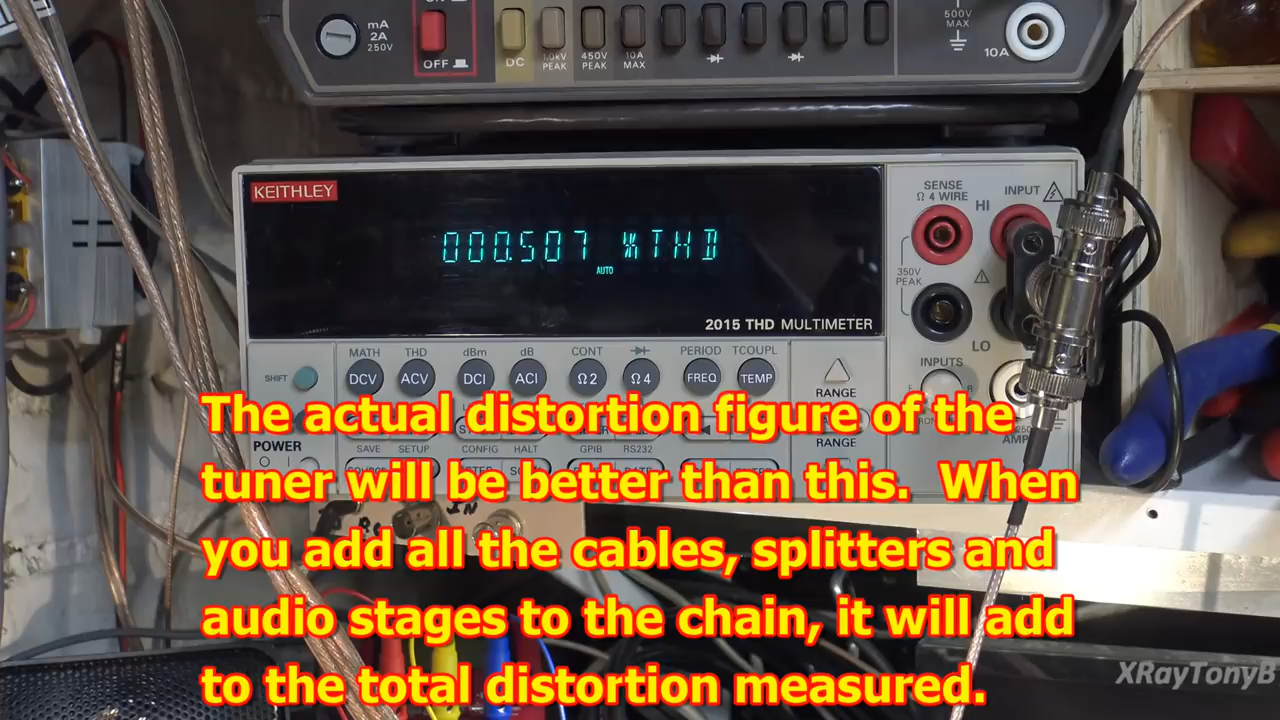 mA
2A
250V
OFF
DC
1.0kV
PEAK
450V
PEAK
10A
MAX
500V
MAX
10A
KEITHLEY
000.507 %THD
AUTO
2015 THD MULTIMETER
SENSE
Ω 4 WIRE
INPUT
HI
350V
PEAK
LO
INPUTS
MATH THD dBm dB CONT PERIOD TCOUPL
SHIFT DCV ACV DCI ACI Ω2 Ω4 FREQ TEMP
RANGE
RANGE
POWER
SAVE SETUP CONFIG HALT GPIB RS232
IN
The actual distortion figure of the
tuner will be better than this. When
you add all the cables, splitters and
audio stages to the chain, it will add
to the total distortion measured.
XRayTonyB